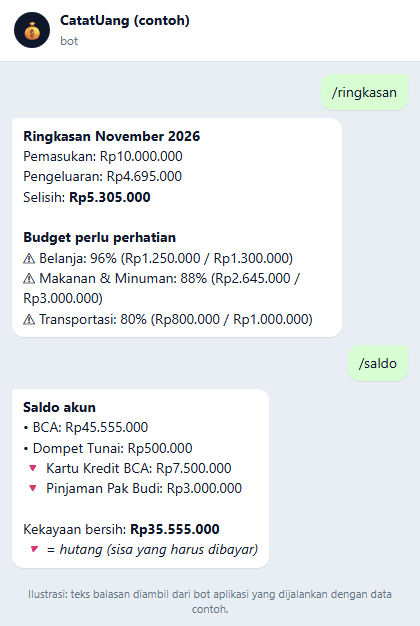 CatatUang (contoh)
bot
/ringkasan
Ringkasan November 2026
Pemasukan: Rp10.000.000
Pengeluaran: Rp4.695.000
Selisih: Rp5.305.000
Budget perlu perhatian
⚠ Belanja: 96% (Rp1.250.000 / Rp1.300.000)
⚠ Makanan & Minuman: 88% (Rp2.645.000 /
Rp3.000.000)
⚠ Transportasi: 80% (Rp800.000 / Rp1.000.000)
/saldo
Saldo akun
• BCA: Rp45.555.000
• Dompet Tunai: Rp500.000
🔻 Kartu Kredit BCA: Rp7.500.000
🔻 Pinjaman Pak Budi: Rp3.000.000
Kekayaan bersih: Rp35.555.000
🔻 = hutang (sisa yang harus dibayar)
Ilustrasi: teks balasan diambil dari bot aplikasi yang dijalankan dengan data
contoh.